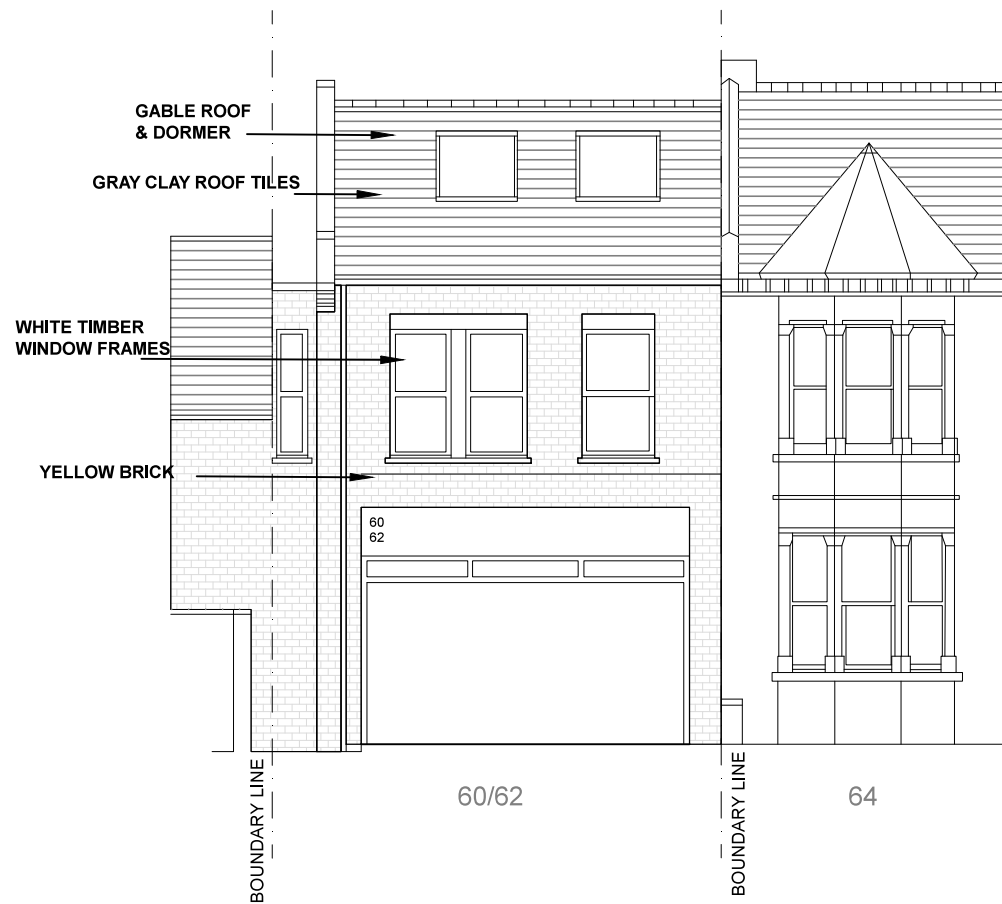 GABLE ROOF
& DORMER
GRAY CLAY ROOF TILES
WHITE TIMBER
WINDOW FRAMES
YELLOW BRICK
60
62
BOUNDARY LINE
60/62
BOUNDARY LINE
64